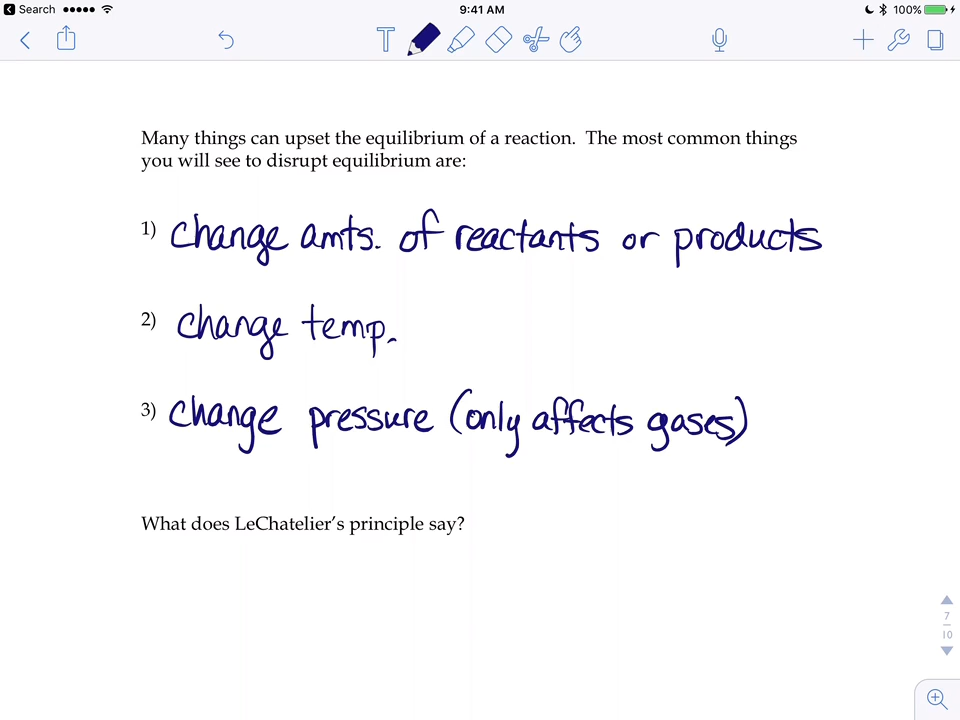 Search
9:41 AM
100%
T
Many things can upset the equilibrium of a reaction. The most common things
you will see to disrupt equilibrium are:
1) change amts. of reactants or products
2) change temp.
3) change pressure (only affects gases)
What does LeChatelier's principle say?
7
10